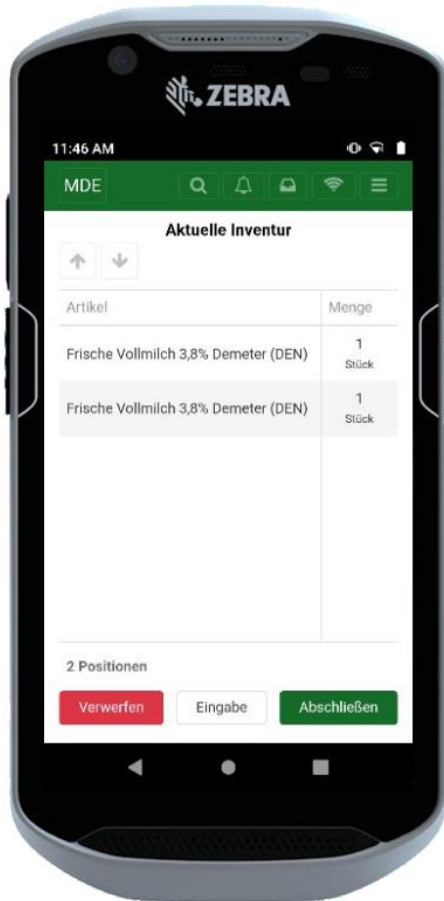 ZEBRA
11:46 AM
MDE
Aktuelle Inventur
Artikel Menge
Frische Vollmilch 3,8% Demeter (DEN) 1
Stück
Frische Vollmilch 3,8% Demeter (DEN) 1
Stück
2 Positionen
Verwerfen Eingabe Abschließen